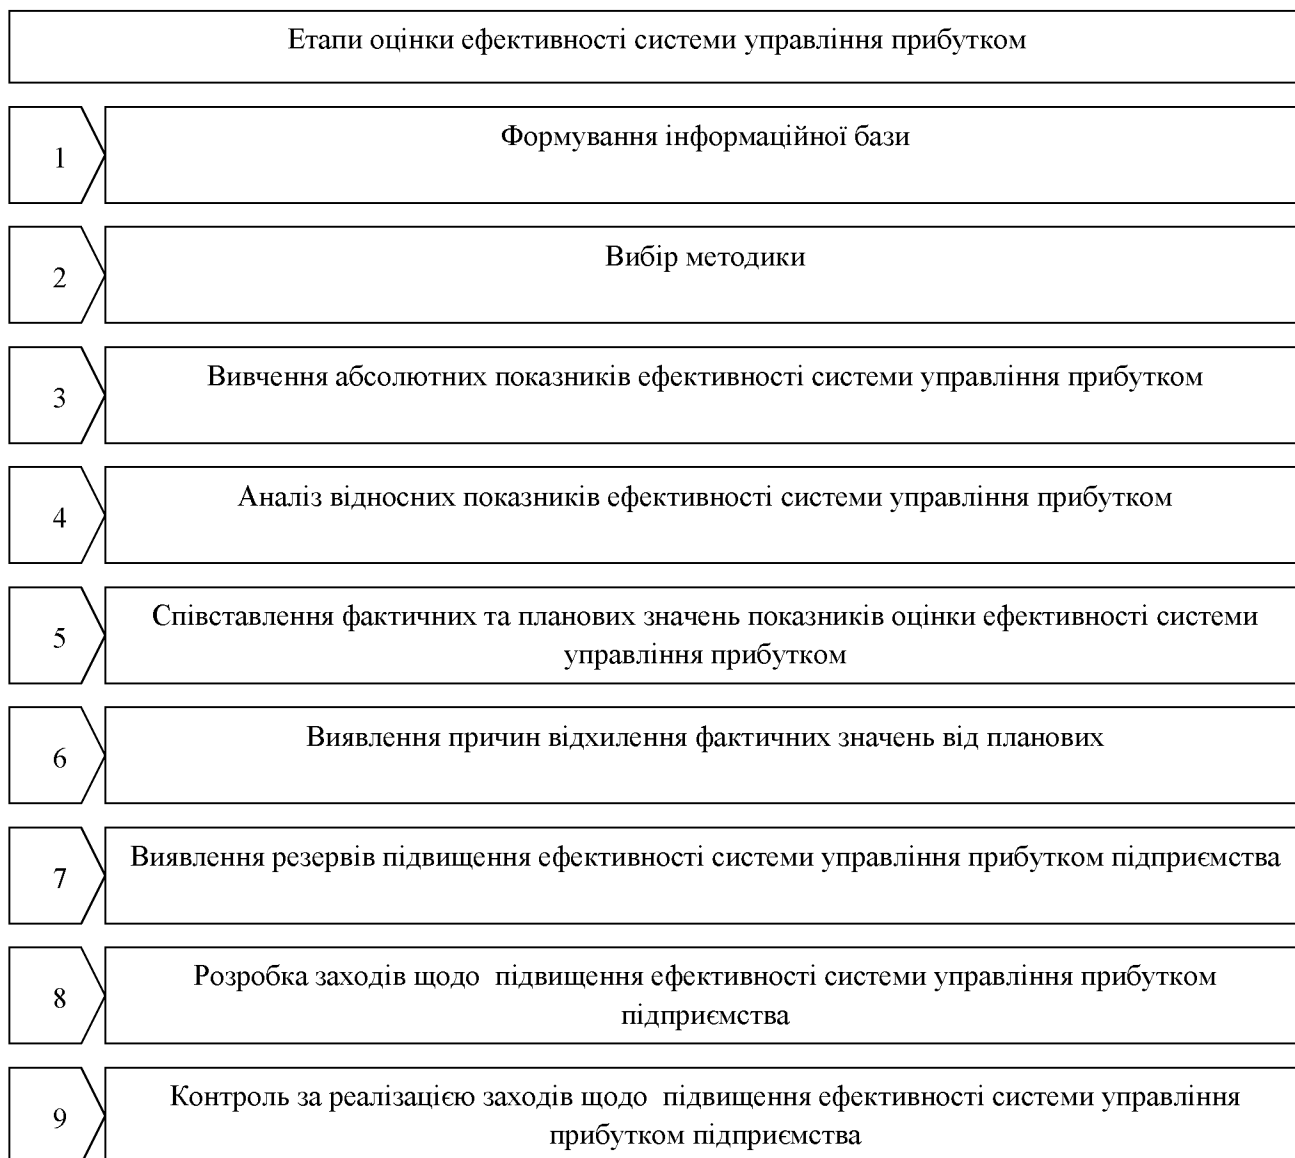 Етапи оцінки ефективності системи управління прибутком
1
Формування інформаційної бази
2
Вибір методики
3
Вивчення абсолютних показників ефективності системи управління прибутком
4
Аналіз відносних показників ефективності системи управління прибутком
5
Співставлення фактичних та планових значень показників оцінки ефективності системи
управління прибутком
6
Виявлення причин відхилення фактичних значень від планових
7
Виявлення резервів підвищення ефективності системи управління прибутком підприємства
8
Розробка заходів щодо  підвищення ефективності системи управління прибутком
підприємства
9
Контроль за реалізацією заходів щодо  підвищення ефективності системи управління
прибутком підприємства